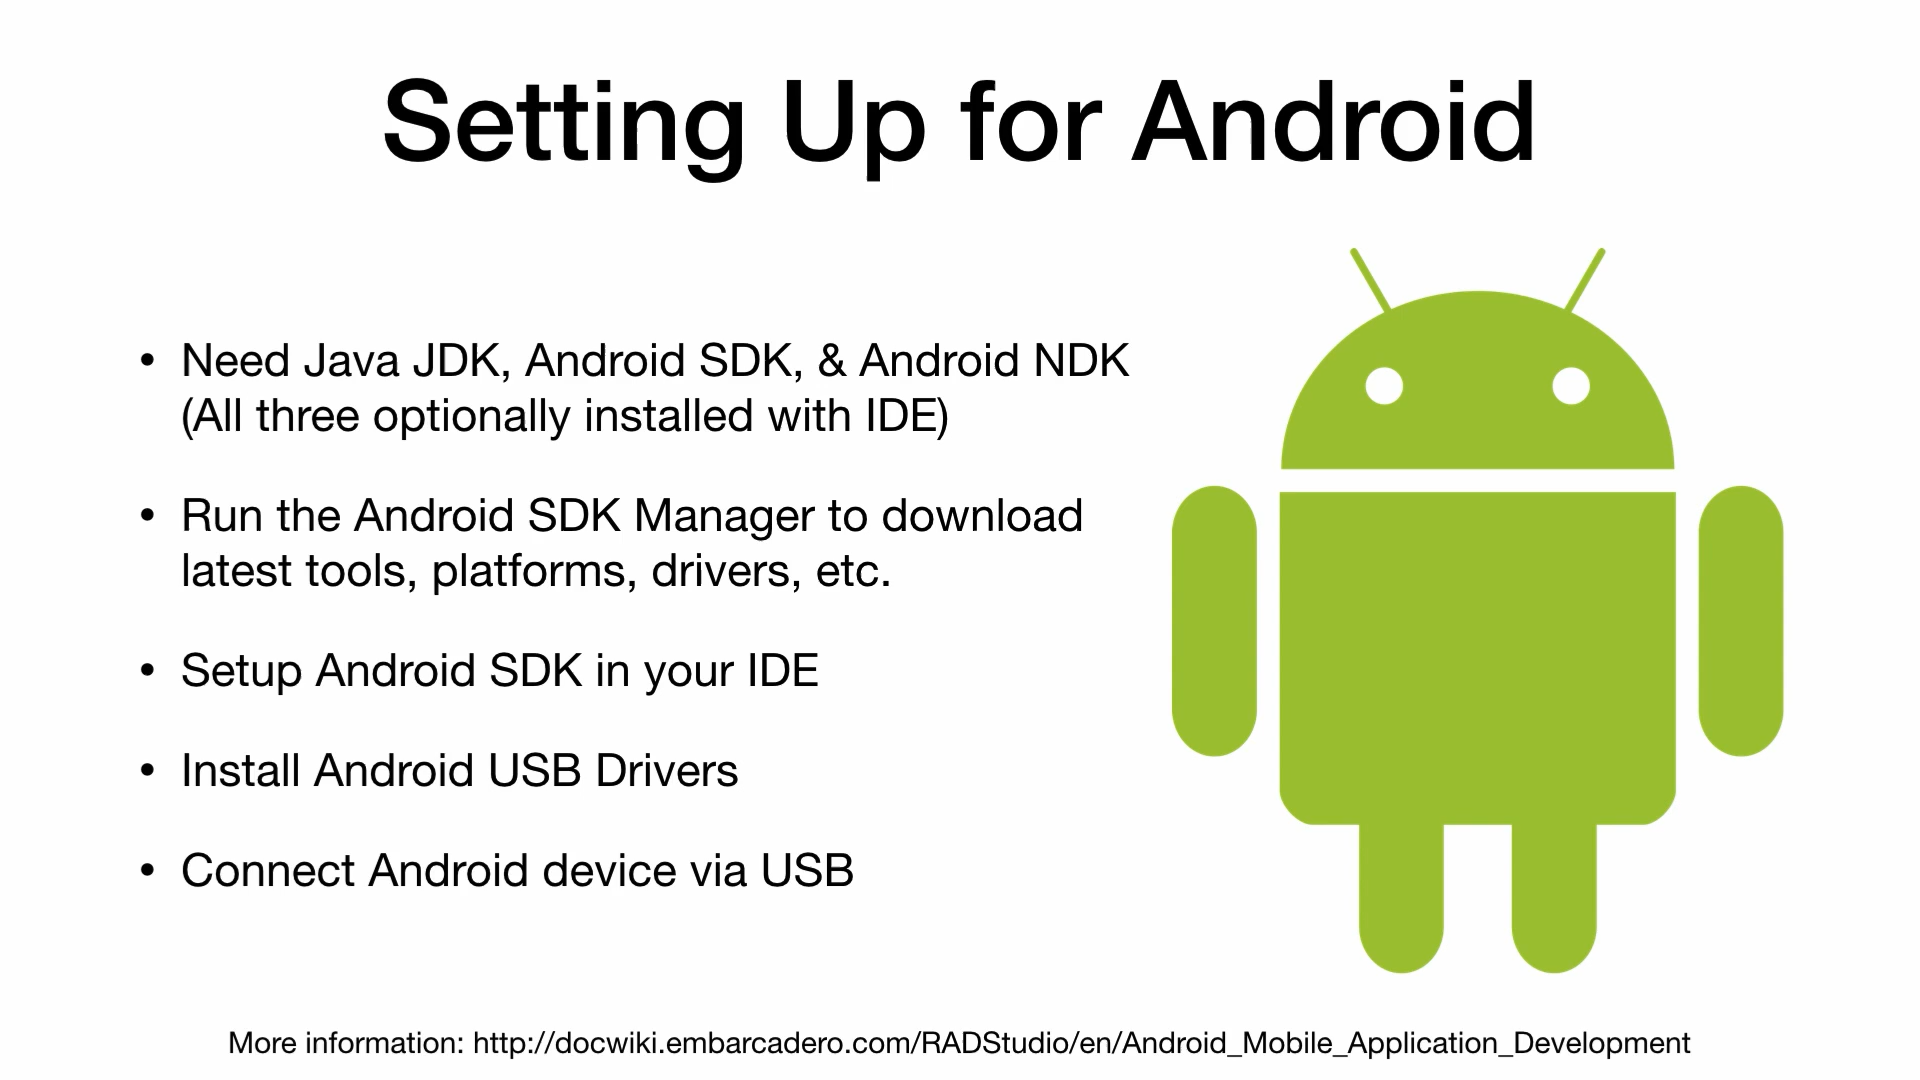 Setting Up for Android
• Need Java JDK, Android SDK, & Android NDK
(All three optionally installed with IDE)
• Run the Android SDK Manager to download
latest tools, platforms, drivers, etc.
• Setup Android SDK in your IDE
• Install Android USB Drivers
• Connect Android device via USB
More information: http://docwiki.embarcadero.com/RADStudio/en/Android_Mobile_Application_Development